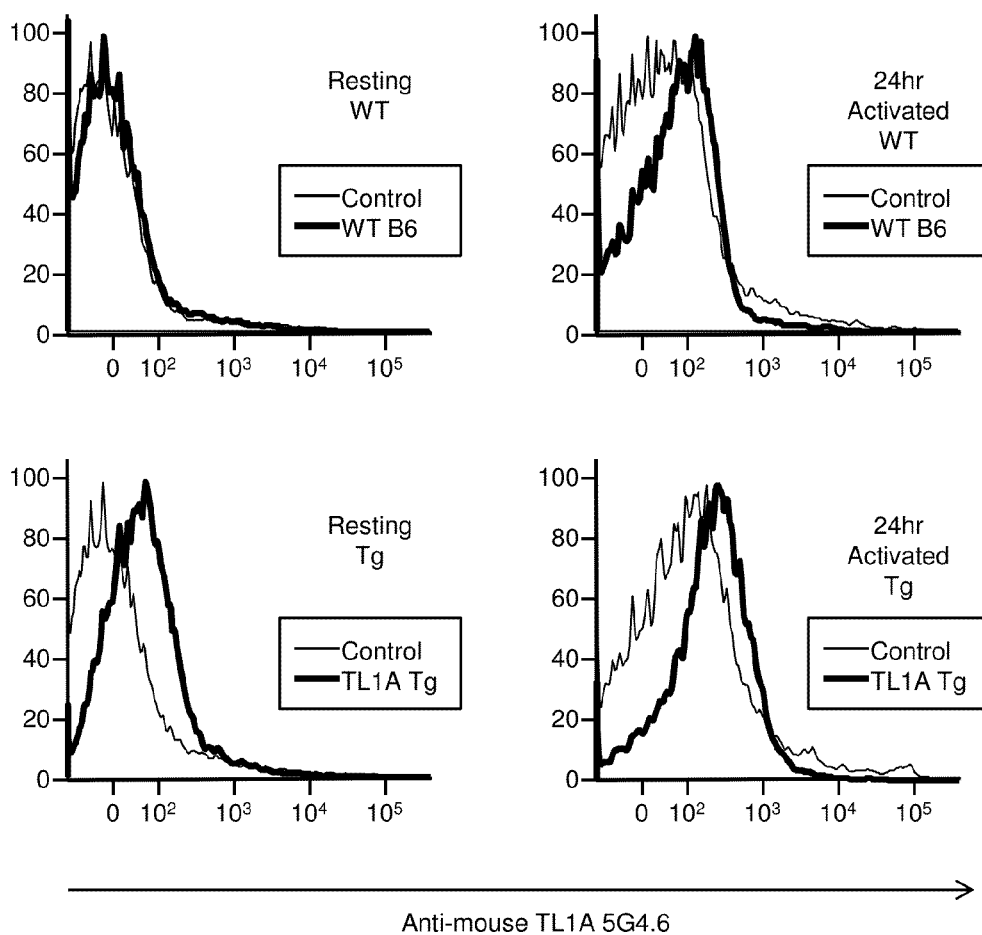 100
80
60
40
20
0
0 10² 10³ 10⁴ 10⁵
Resting
WT
Control
WT B6
100
80
60
40
20
0
0 10² 10³ 10⁴ 10⁵
24hr
Activated
WT
Control
WT B6
100
80
60
40
20
0
0 10² 10³ 10⁴ 10⁵
Resting
Tg
Control
TL1A Tg
100
80
60
40
20
0
0 10² 10³ 10⁴ 10⁵
24hr
Activated
Tg
Control
TL1A Tg
Anti-mouse TL1A 5G4.6